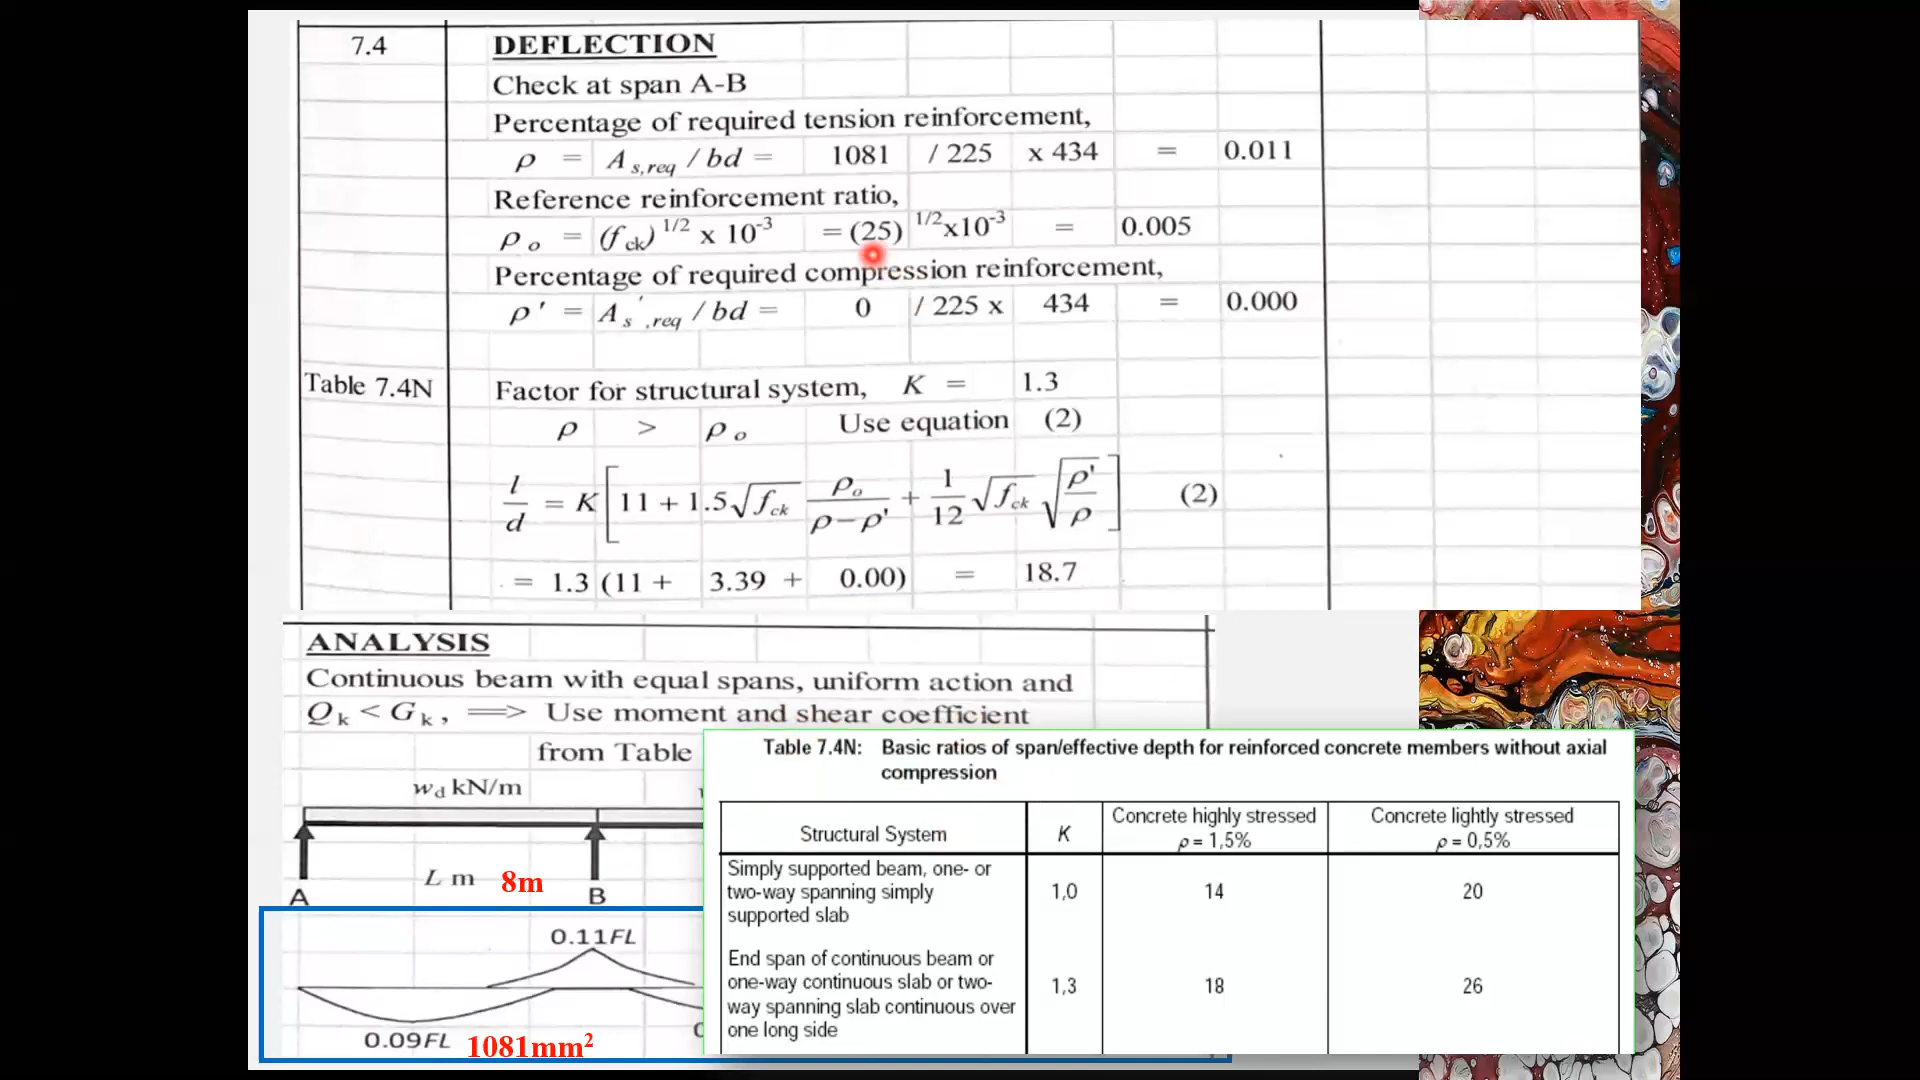 7.4 DEFLECTION
Check at span A-B
Percentage of required tension reinforcement,
ρ = A s,req / bd = 1081 / 225 x 434 = 0.011
Reference reinforcement ratio,
ρ o = (f ck) 1/2 x 10-3 = (25) 1/2 x10-3 = 0.005
Percentage of required compression reinforcement,
ρ ' = A s ' ,req / bd = 0 / 225 x 434 = 0.000
Table 7.4N Factor for structural system, K = 1.3
ρ > ρ o Use equation (2)
l/d = K [ 11 + 1.5 √f ck ρo / ρ − ρ' + 1/12 √f ck √ρ'/ρ ] (2)
= 1.3 (11 + 3.39 + 0.00) = 18.7
ANALYSIS
Continuous beam with equal spans, uniform action and
Qk < Gk, ==> Use moment and shear coefficient
from Table
wd kN/m
L m 8m
A B
0.11FL
0.09FL 1081mm2
Table 7.4N: Basic ratios of span/effective depth for reinforced concrete members without axial
compression
Structural System K Concrete highly stressed ρ = 1,5% Concrete lightly stressed ρ = 0,5%
Simply supported beam, one- or
two-way spanning simply 1,0 14 20
supported slab
End span of continuous beam or
one-way continuous slab or two- 1,3 18 26
way spanning slab continuous over
one long side